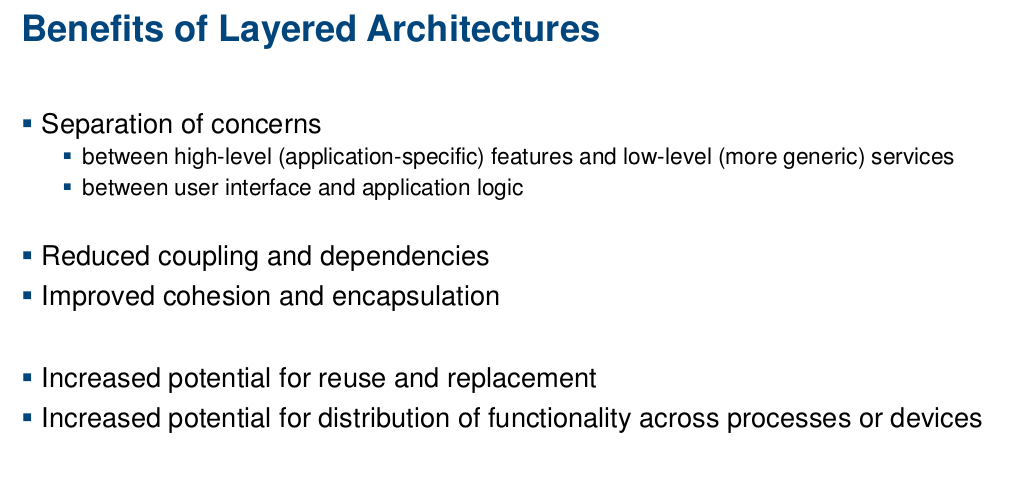 Benefits of Layered Architectures
▪ Separation of concerns
▪ between high-level (application-specific) features and low-level (more generic) services
▪ between user interface and application logic
▪ Reduced coupling and dependencies
▪ Improved cohesion and encapsulation
▪ Increased potential for reuse and replacement
▪ Increased potential for distribution of functionality across processes or devices